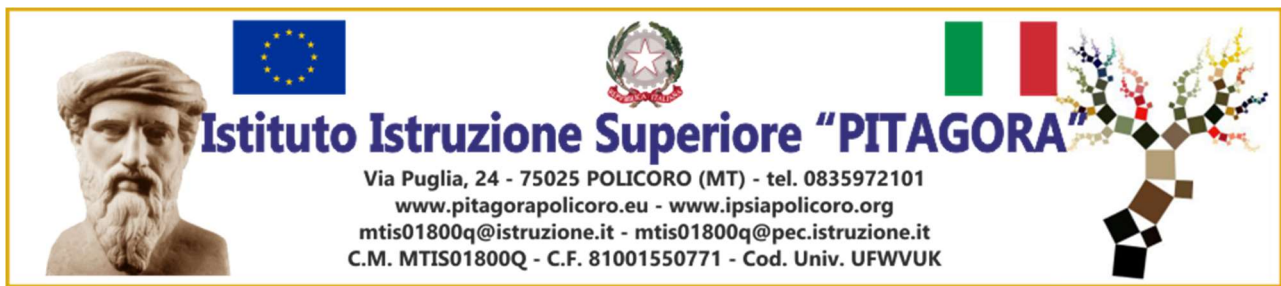 Istituto Istruzione Superiore “PITAGORA”
Via Puglia, 24 - 75025 POLICORO (MT) - tel. 0835972101
www.pitagorapolicoro.eu - www.ipsiapolicoro.org
mtis01800q@istruzione.it - mtis01800q@pec.istruzione.it
C.M. MTIS01800Q - C.F. 81001550771 - Cod. Univ. UFWVUK